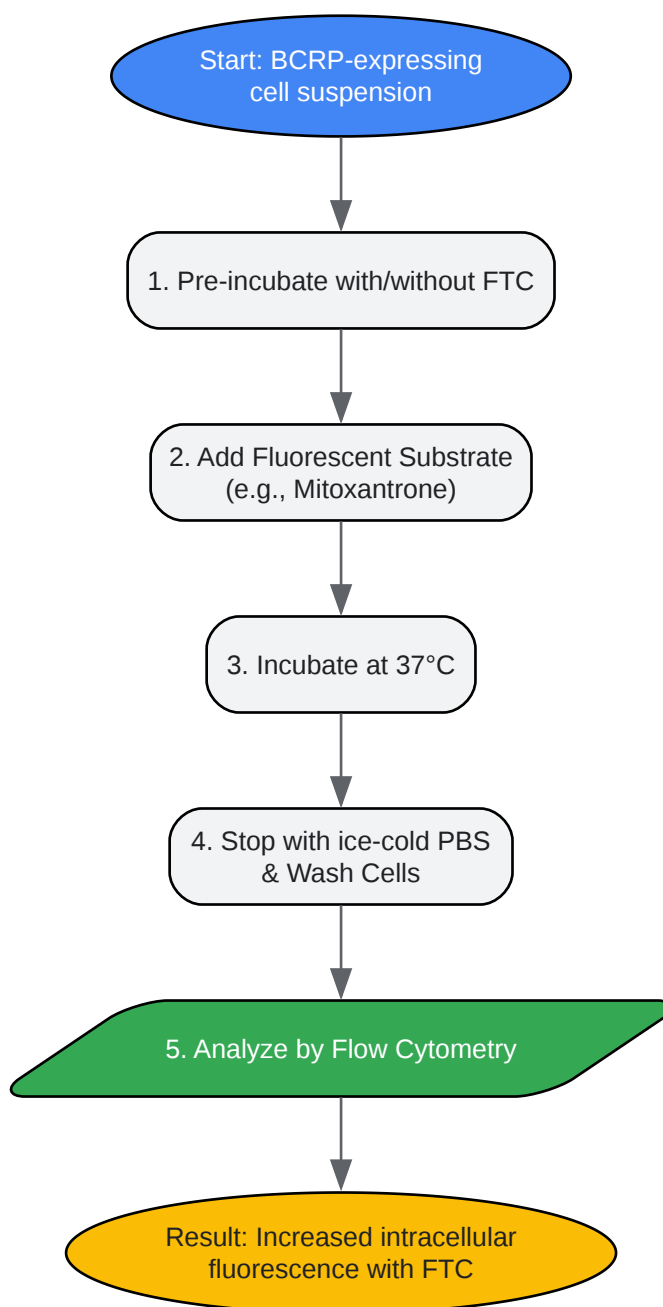 Start: BCRP-expressing
cell suspension
1. Pre-incubate with/without FTC
2. Add Fluorescent Substrate
(e.g., Mitoxantrone)
3. Incubate at 37°C
4. Stop with ice-cold PBS
& Wash Cells
5. Analyze by Flow Cytometry
Result: Increased intracellular
fluorescence with FTC